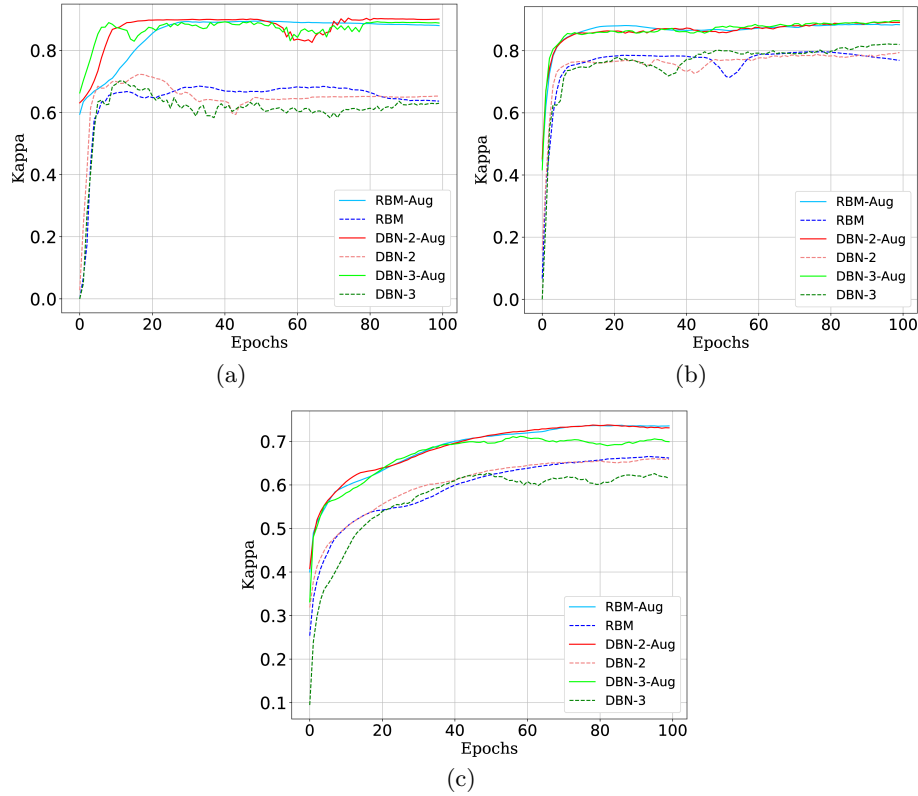 Kappa
0.8
0.6
0.4
0.2
0.0
0 20 40 60 80 100
Epochs
RBM-Aug
RBM
DBN-2-Aug
DBN-2
DBN-3-Aug
DBN-3
(a)
Kappa
0.8
0.6
0.4
0.2
0.0
0 20 40 60 80 100
Epochs
RBM-Aug
RBM
DBN-2-Aug
DBN-2
DBN-3-Aug
DBN-3
(b)
Kappa
0.7
0.6
0.5
0.4
0.3
0.2
0.1
0 20 40 60 80 100
Epochs
RBM-Aug
RBM
DBN-2-Aug
DBN-2
DBN-3-Aug
DBN-3
(c)